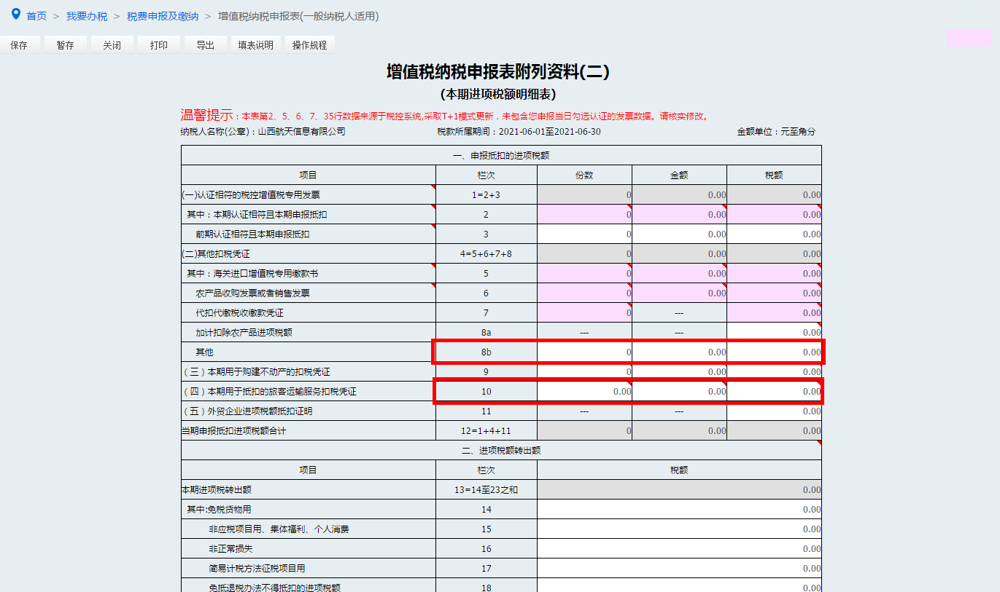 首页 > 我要办税 > 税费申报及缴纳 > 增值税纳税申报表(一般纳税人适用)
保存 暂存 关闭 打印 导出 填表说明 操作规程
增值税纳税申报表附列资料(二)
(本期进项税额明细表)
温馨提示：本表第2、5、6、7、35行数据来源于税控系统,采取T+1模式更新，未包含您申报当日勾选认证的发票数据。请核实修改。
纳税人名称(公章)：山西航天信息有限公司 税款所属期间：2021-06-01至2021-06-30 金额单位：元至角分
一、申报抵扣的进项税额
项目 栏次 份数 金额 税额
(一)认证相符的税控增值税专用发票 1=2+3 0 0.00 0.00
其中：本期认证相符且本期申报抵扣 2 0 0.00 0.00
前期认证相符且本期申报抵扣 3 0 0.00 0.00
(二)其他扣税凭证 4=5+6+7+8 0 0.00 0.00
其中：海关进口增值税专用缴款书 5 0 0.00 0.00
农产品收购发票或者销售发票 6 0 0.00 0.00
代扣代缴税收缴款凭证 7 0 --- 0.00
加计扣除农产品进项税额 8a --- --- 0.00
其他 8b 0 0.00 0.00
（三）本期用于购建不动产的扣税凭证 9 0 0.00 0.00
（四）本期用于抵扣的旅客运输服务扣税凭证 10 0.00 0.00 0.00
（五）外贸企业进项税额抵扣证明 11 --- --- 0.00
当期申报抵扣进项税额合计 12=1+4+11 0 0.00 0.00
二、进项税额转出额
项目 栏次 税额
本期进项税转出额 13=14至23之和 0.00
其中:免税货物用 14 0.00
非应税项目用、集体福利、个人消费 15 0.00
非正常损失 16 0.00
简易计税方法征税项目用 17 0.00
免抵退税办法不得抵扣的进项税额 18 0.00